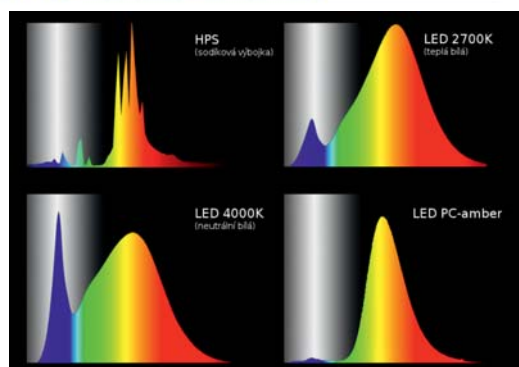 HPS
(sodíková výbojka)
LED 2700K
(teplá bílá)
LED 4000K
(neutrální bílá)
LED PC-amber